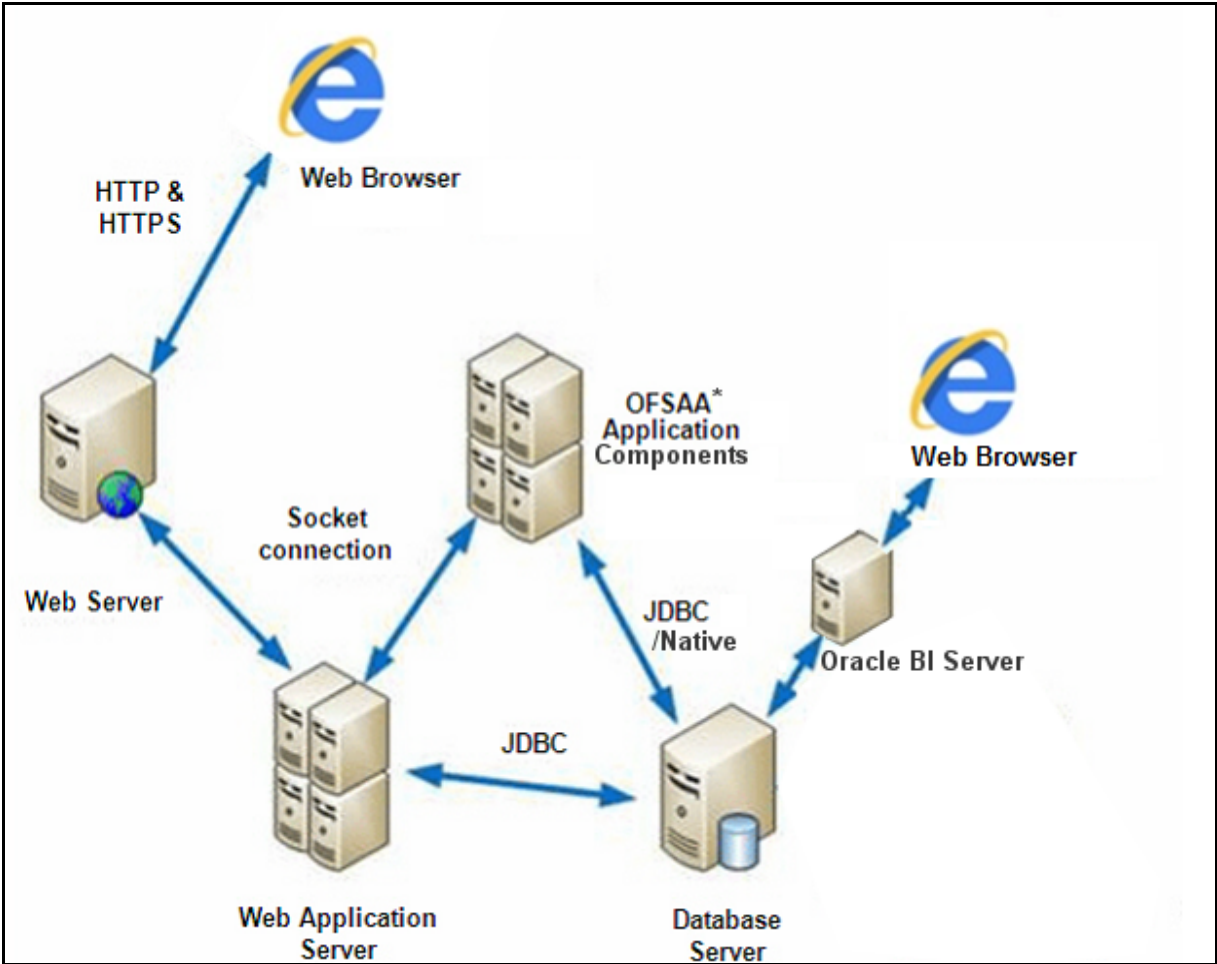 Web Browser
HTTP &
HTTPS
OFSAA*
Application
Components
Web Browser
Socket
connection
Web Server
JDBC
/Native
Oracle BI Server
JDBC
Web Application
Server
Database
Server